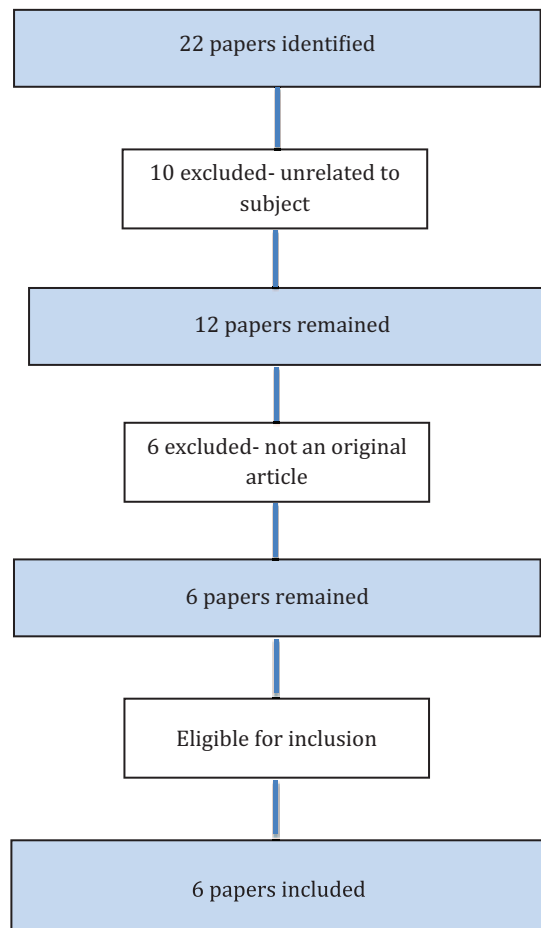 22 papers identified
10 excluded- unrelated to
subject
12 papers remained
6 excluded- not an original
article
6 papers remained
Eligible for inclusion
6 papers included